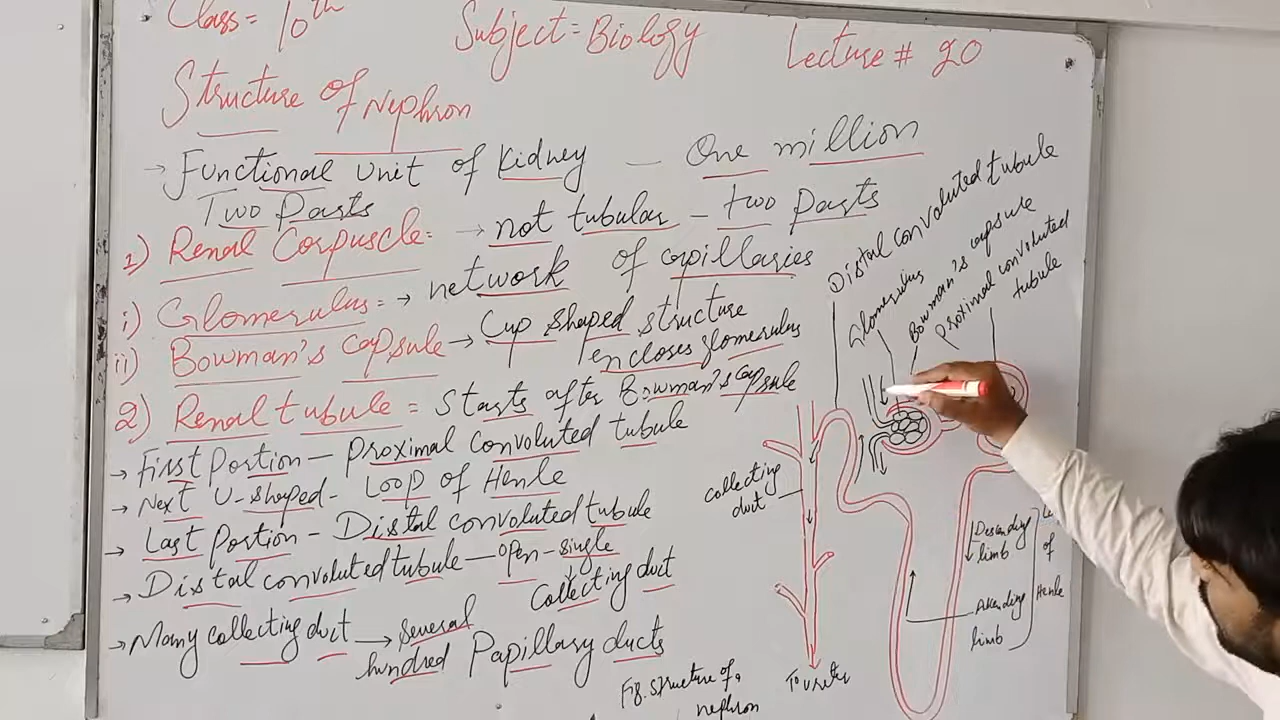 Class = 10th Subject = Biology Lecture # 20
Structure of Nephron
→ Functional unit of kidney — One million
Two Parts
1) Renal Corpuscle = → not tubular - two parts
i) Glomerulus = → network of capillaries
ii) Bowman's capsule → Cup shaped structure
encloses glomerulus
2) Renal tubule = Starts after Bowman's capsule
→ First Portion — Proximal convoluted tubule
→ Next U-shaped - Loop of Henle
→ Last Portion - Distal convoluted tubule
→ Distal convoluted tubule — open - single
Collecting duct
→ Many collecting duct → Several
hundred Papillary ducts
Distal convoluted tubule
Glomerulus
Bowman's capsule
Proximal convoluted
tubule
collecting
duct
Descending
limb
of
Henle
Ascending
limb
To ureter
Fig. structure of a
nephron